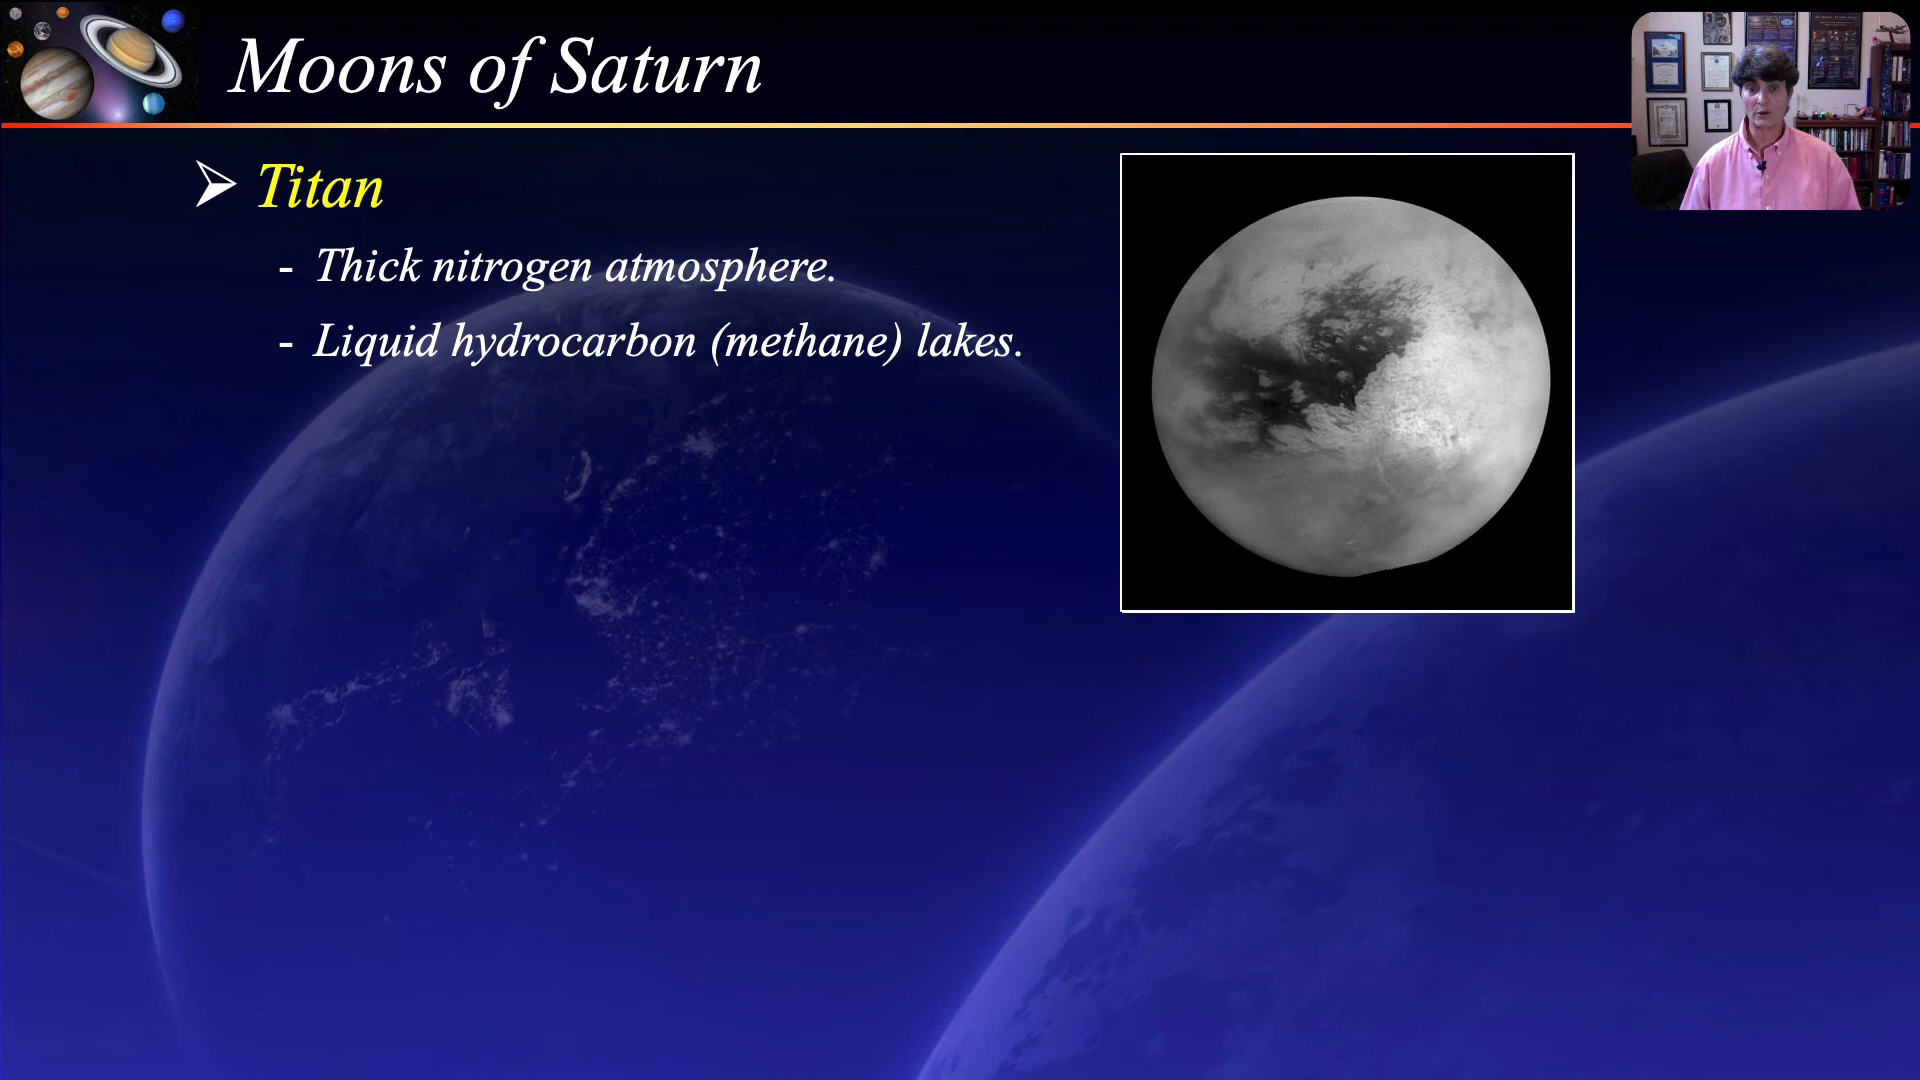 Moons of Saturn
➢ Titan
- Thick nitrogen atmosphere.
- Liquid hydrocarbon (methane) lakes.